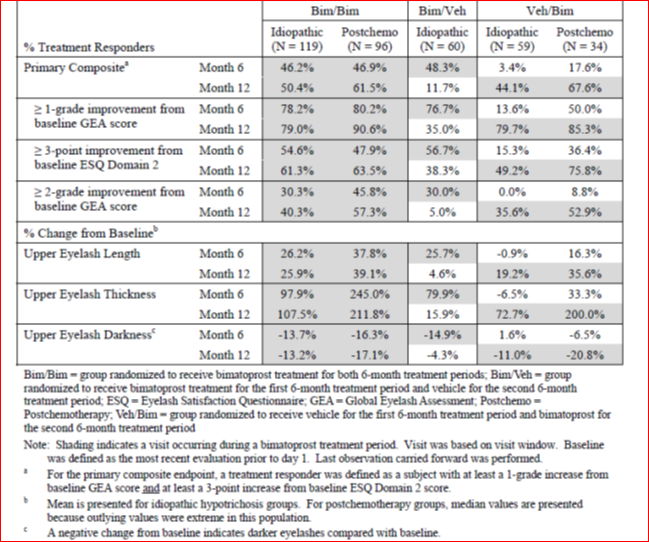 Bim/Bim Bim/Veh Veh/Bim
Idiopathic Postchemo Idiopathic Idiopathic Postchemo
% Treatment Responders (N = 119) (N = 96) (N = 60) (N = 59) (N = 34)
Primary Composite^a Month 6 46.2% 46.9% 48.3% 3.4% 17.6%
Month 12 50.4% 61.5% 11.7% 44.1% 67.6%
≥ 1-grade improvement from Month 6 78.2% 80.2% 76.7% 13.6% 50.0%
baseline GEA score Month 12 79.0% 90.6% 35.0% 79.7% 85.3%
≥ 3-point improvement from Month 6 54.6% 47.9% 56.7% 15.3% 36.4%
baseline ESQ Domain 2 Month 12 61.3% 63.5% 38.3% 49.2% 75.8%
≥ 2-grade improvement from Month 6 30.3% 45.8% 30.0% 0.0% 8.8%
baseline GEA score Month 12 40.3% 57.3% 5.0% 35.6% 52.9%
% Change from Baseline^b
Upper Eyelash Length Month 6 26.2% 37.8% 25.7% -0.9% 16.3%
Month 12 25.9% 39.1% 4.6% 19.2% 35.6%
Upper Eyelash Thickness Month 6 97.9% 245.0% 79.9% -6.5% 33.3%
Month 12 107.5% 211.8% 15.9% 72.7% 200.0%
Upper Eyelash Darkness^c Month 6 -13.7% -16.3% -14.9% 1.6% -6.5%
Month 12 -13.2% -17.1% -4.3% -11.0% -20.8%
Bim/Bim = group randomized to receive bimatoprost treatment for both 6-month treatment periods; Bim/Veh = group
randomized to receive bimatoprost treatment for the first 6-month treatment period and vehicle for the second 6-month
treatment period; ESQ = Eyelash Satisfaction Questionnaire; GEA = Global Eyelash Assessment; Postchemo =
Postchemotherapy; Veh/Bim = group randomized to receive vehicle for the first 6-month treatment period and bimatoprost for
the second 6-month treatment period
Note: Shading indicates a visit occurring during a bimatoprost treatment period. Visit was based on visit window. Baseline
was defined as the most recent evaluation prior to day 1. Last observation carried forward was performed.
a For the primary composite endpoint, a treatment responder was defined as a subject with at least a 1-grade increase from
baseline GEA score and at least a 3-point increase from baseline ESQ Domain 2 score.
b Mean is presented for idiopathic hypotrichosis groups. For postchemotherapy groups, median values are presented
because outlying values were extreme in this population.
c A negative change from baseline indicates darker eyelashes compared with baseline.